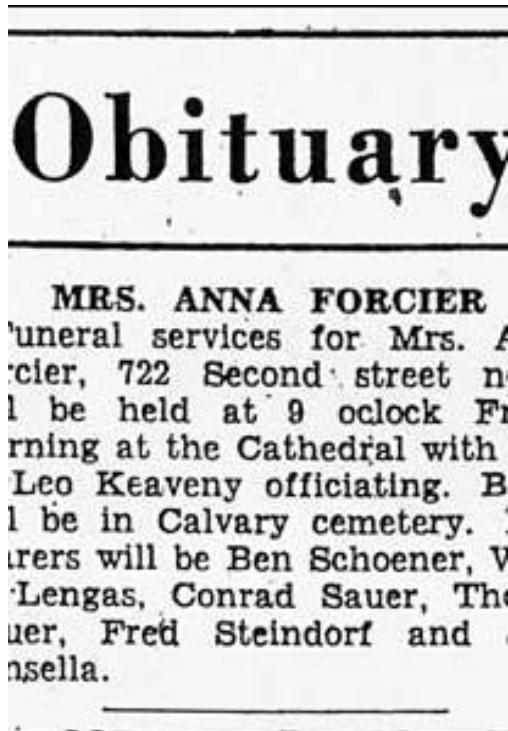 Obituary
MRS. ANNA FORCIER
uneral services for Mrs.
rcier, 722 Second street
be held at 9 oclock
rning at the Cathedral with
Leo Keaveny officiating.
be in Calvary cemetery.
arers will be Ben Schoener,
Lengas, Conrad Sauer,
uer, Fred Steindorf and
nsella.